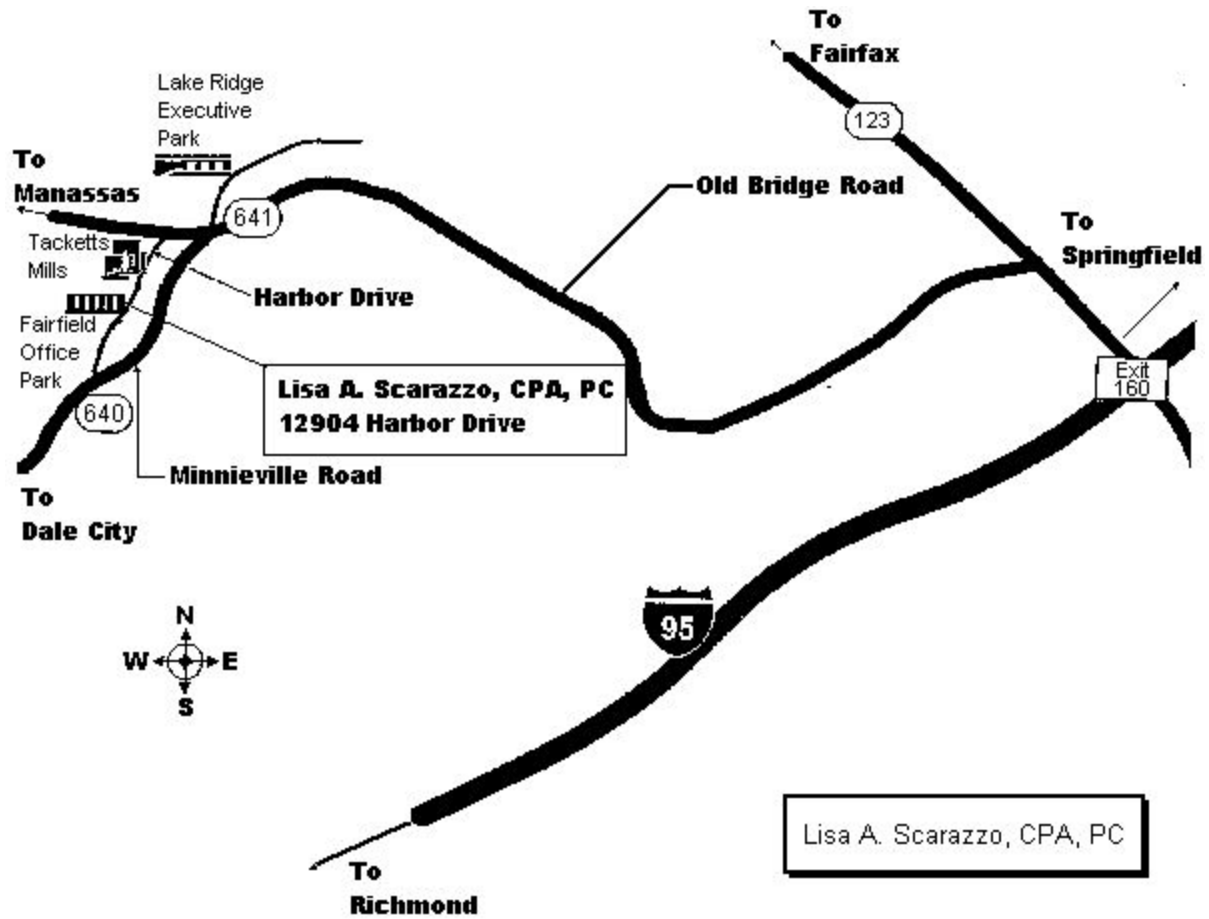 To
Fairfax
123
Lake Ridge
Executive
Park
To
Manassas
641
Old Bridge Road
To
Springfield
Tacketts
Mills
Harbor Drive
Fairfield
Office
Park
Exit
160
Lisa A. Scarazzo, CPA, PC
12904 Harbor Drive
640
Minnieville Road
To
Dale City
N
W E
S
95
Lisa A. Scarazzo, CPA, PC
To
Richmond